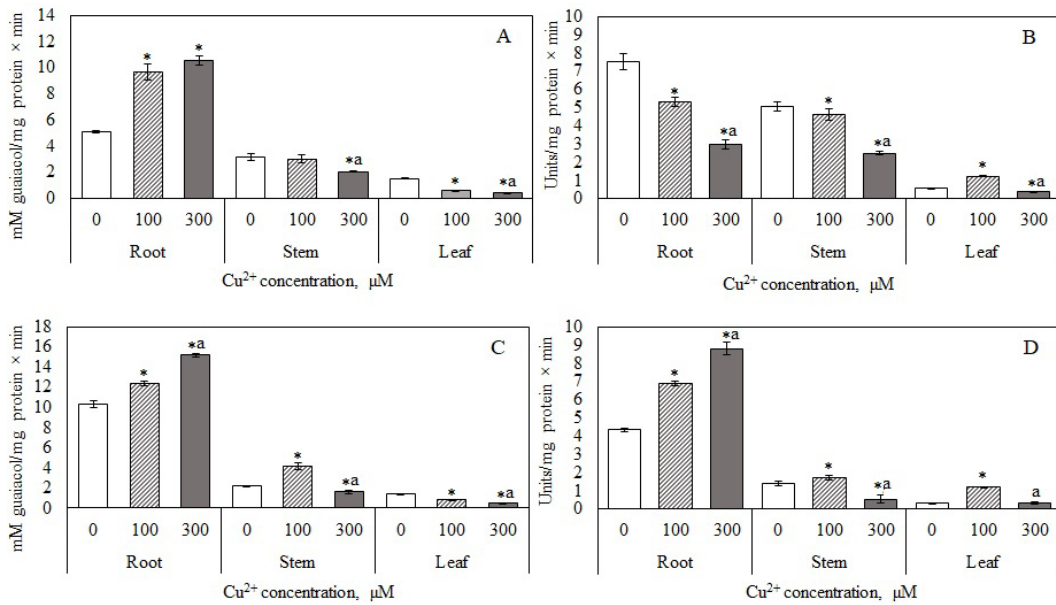 mM guaiacol/mg protein × min
14
12
10
8
6
4
2
0
A
*
*
*a
*
*a
0 100 300 0 100 300 0 100 300
Root Stem Leaf
Cu²⁺ concentration, μM
Units/mg protein × min
10
9
8
7
6
5
4
3
2
1
0
B
*
*a
*
*a
*
*a
0 100 300 0 100 300 0 100 300
Root Stem Leaf
Cu²⁺ concentration, μM
mM guaiacol/mg protein × min
18
16
14
12
10
8
6
4
2
0
C
*
*a
*
*a
*
*a
0 100 300 0 100 300 0 100 300
Root Stem Leaf
Cu²⁺ concentration, μM
Units/mg protein × min
10
9
8
7
6
5
4
3
2
1
0
D
*
*a
*
*a
*
a
0 100 300 0 100 300 0 100 300
Root Stem Leaf
Cu²⁺ concentration, μM